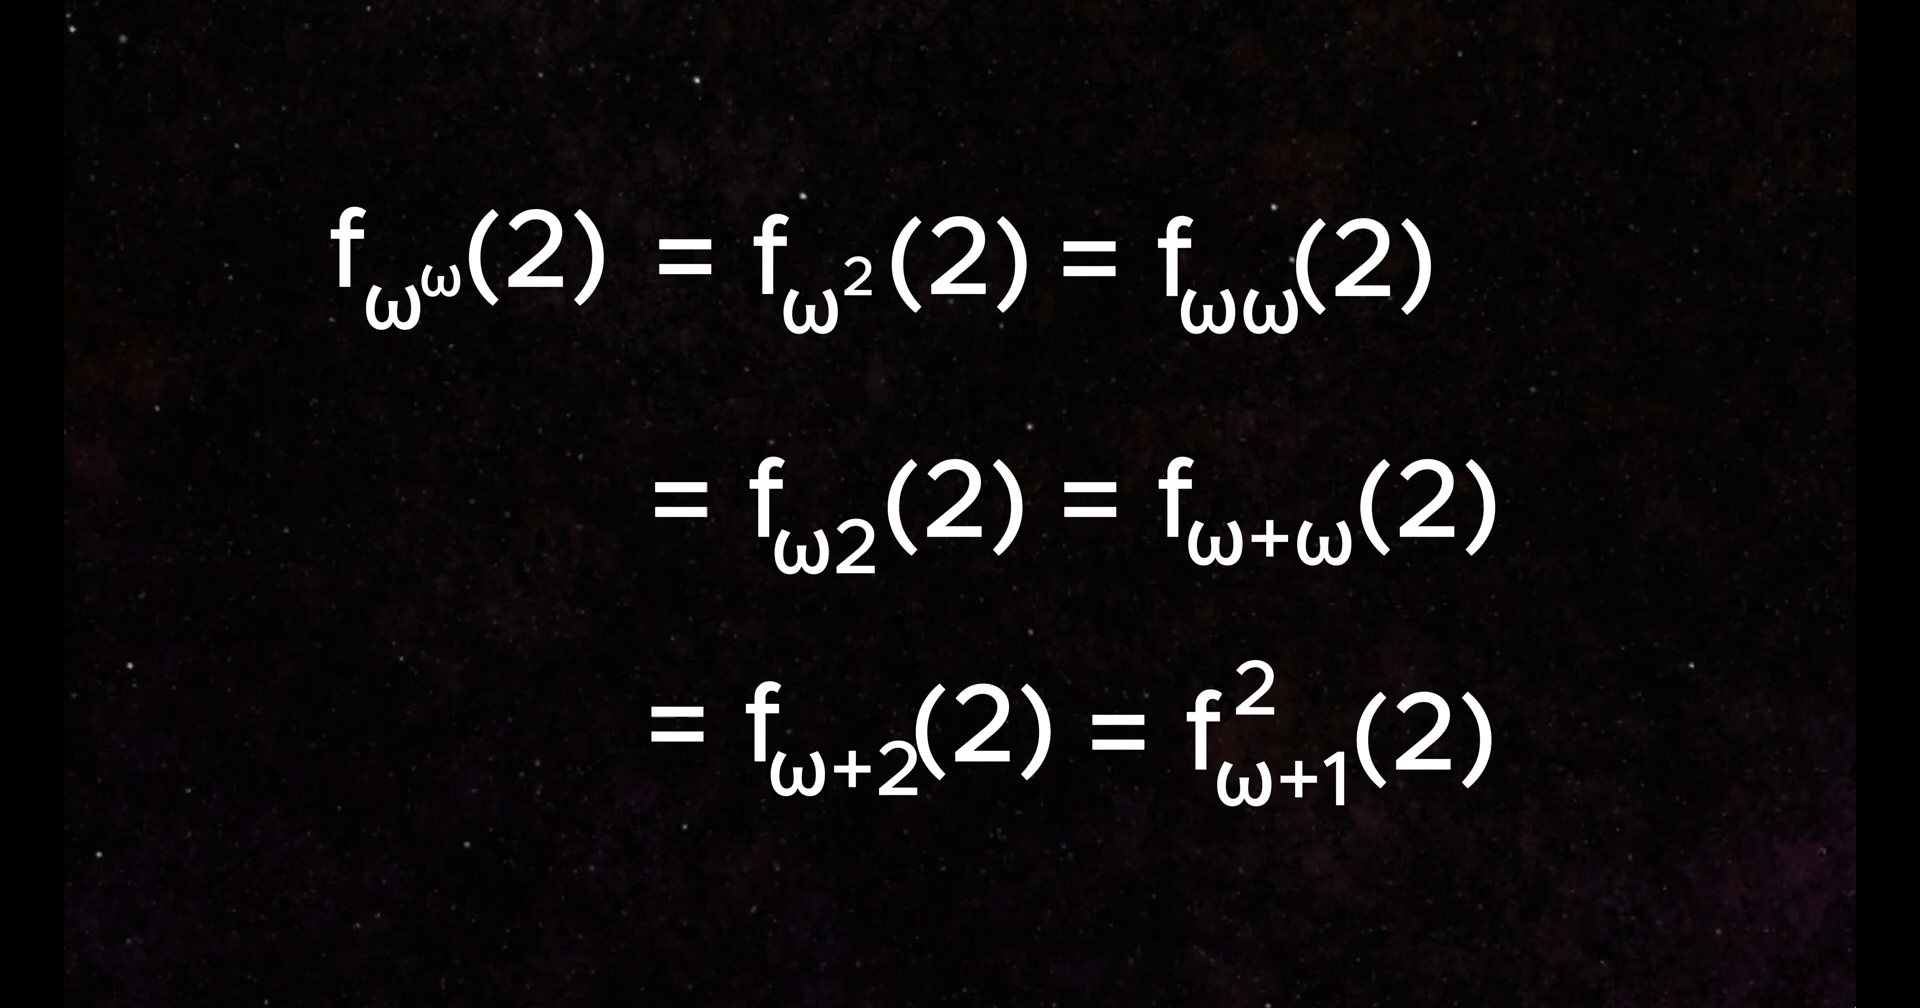 f_{ω^ω}(2) = f_{ω^2}(2) = f_{ωω}(2)
= f_{ω2}(2) = f_{ω+ω}(2)
= f_{ω+2}(2) = f^2_{ω+1}(2)